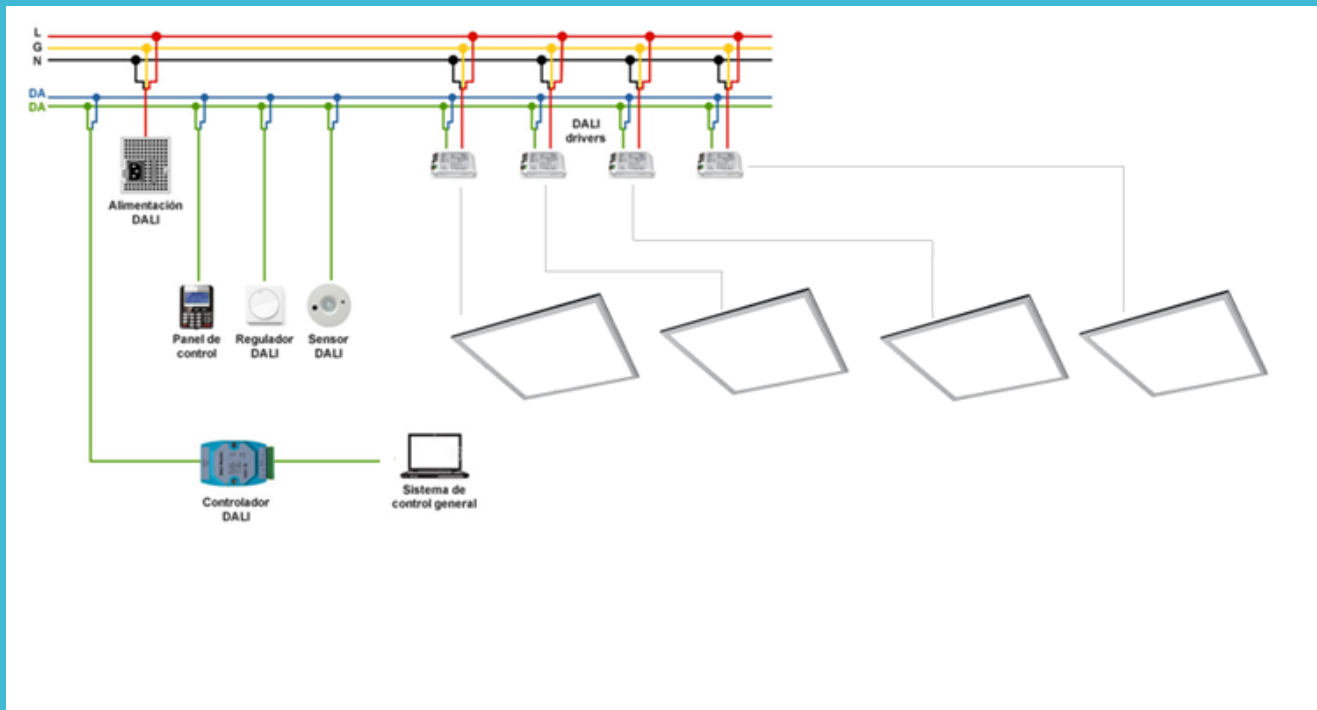 L
G
N
DA
DA
DALI
drivers
Alimentación
DALI
Panel de
control
Regulador
DALI
Sensor
DALI
Controlador
DALI
Sistema de
control general